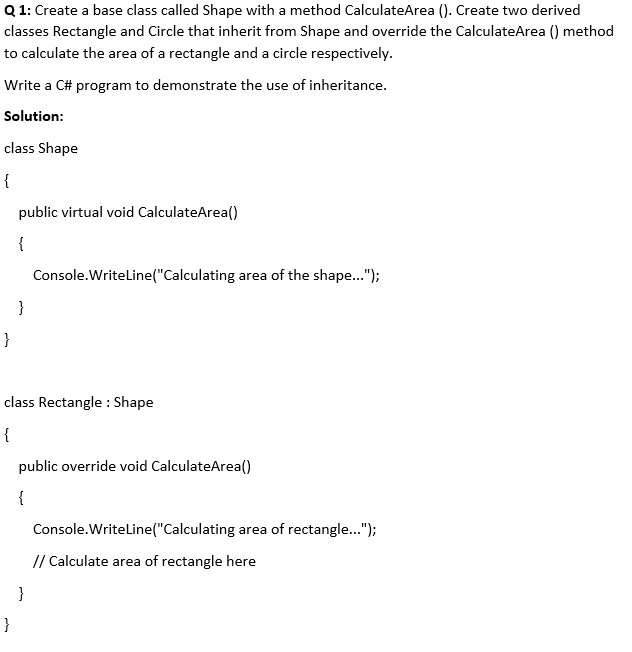 Q 1: Create a base class called Shape with a method CalculateArea (). Create two derived
classes Rectangle and Circle that inherit from Shape and override the CalculateArea () method
to calculate the area of a rectangle and a circle respectively.
Write a C# program to demonstrate the use of inheritance.
Solution:
class Shape
{
public virtual void CalculateArea()
{
Console.WriteLine("Calculating area of the shape...");
}
}
class Rectangle : Shape
{
public override void CalculateArea()
{
Console.WriteLine("Calculating area of rectangle...");
// Calculate area of rectangle here
}
}